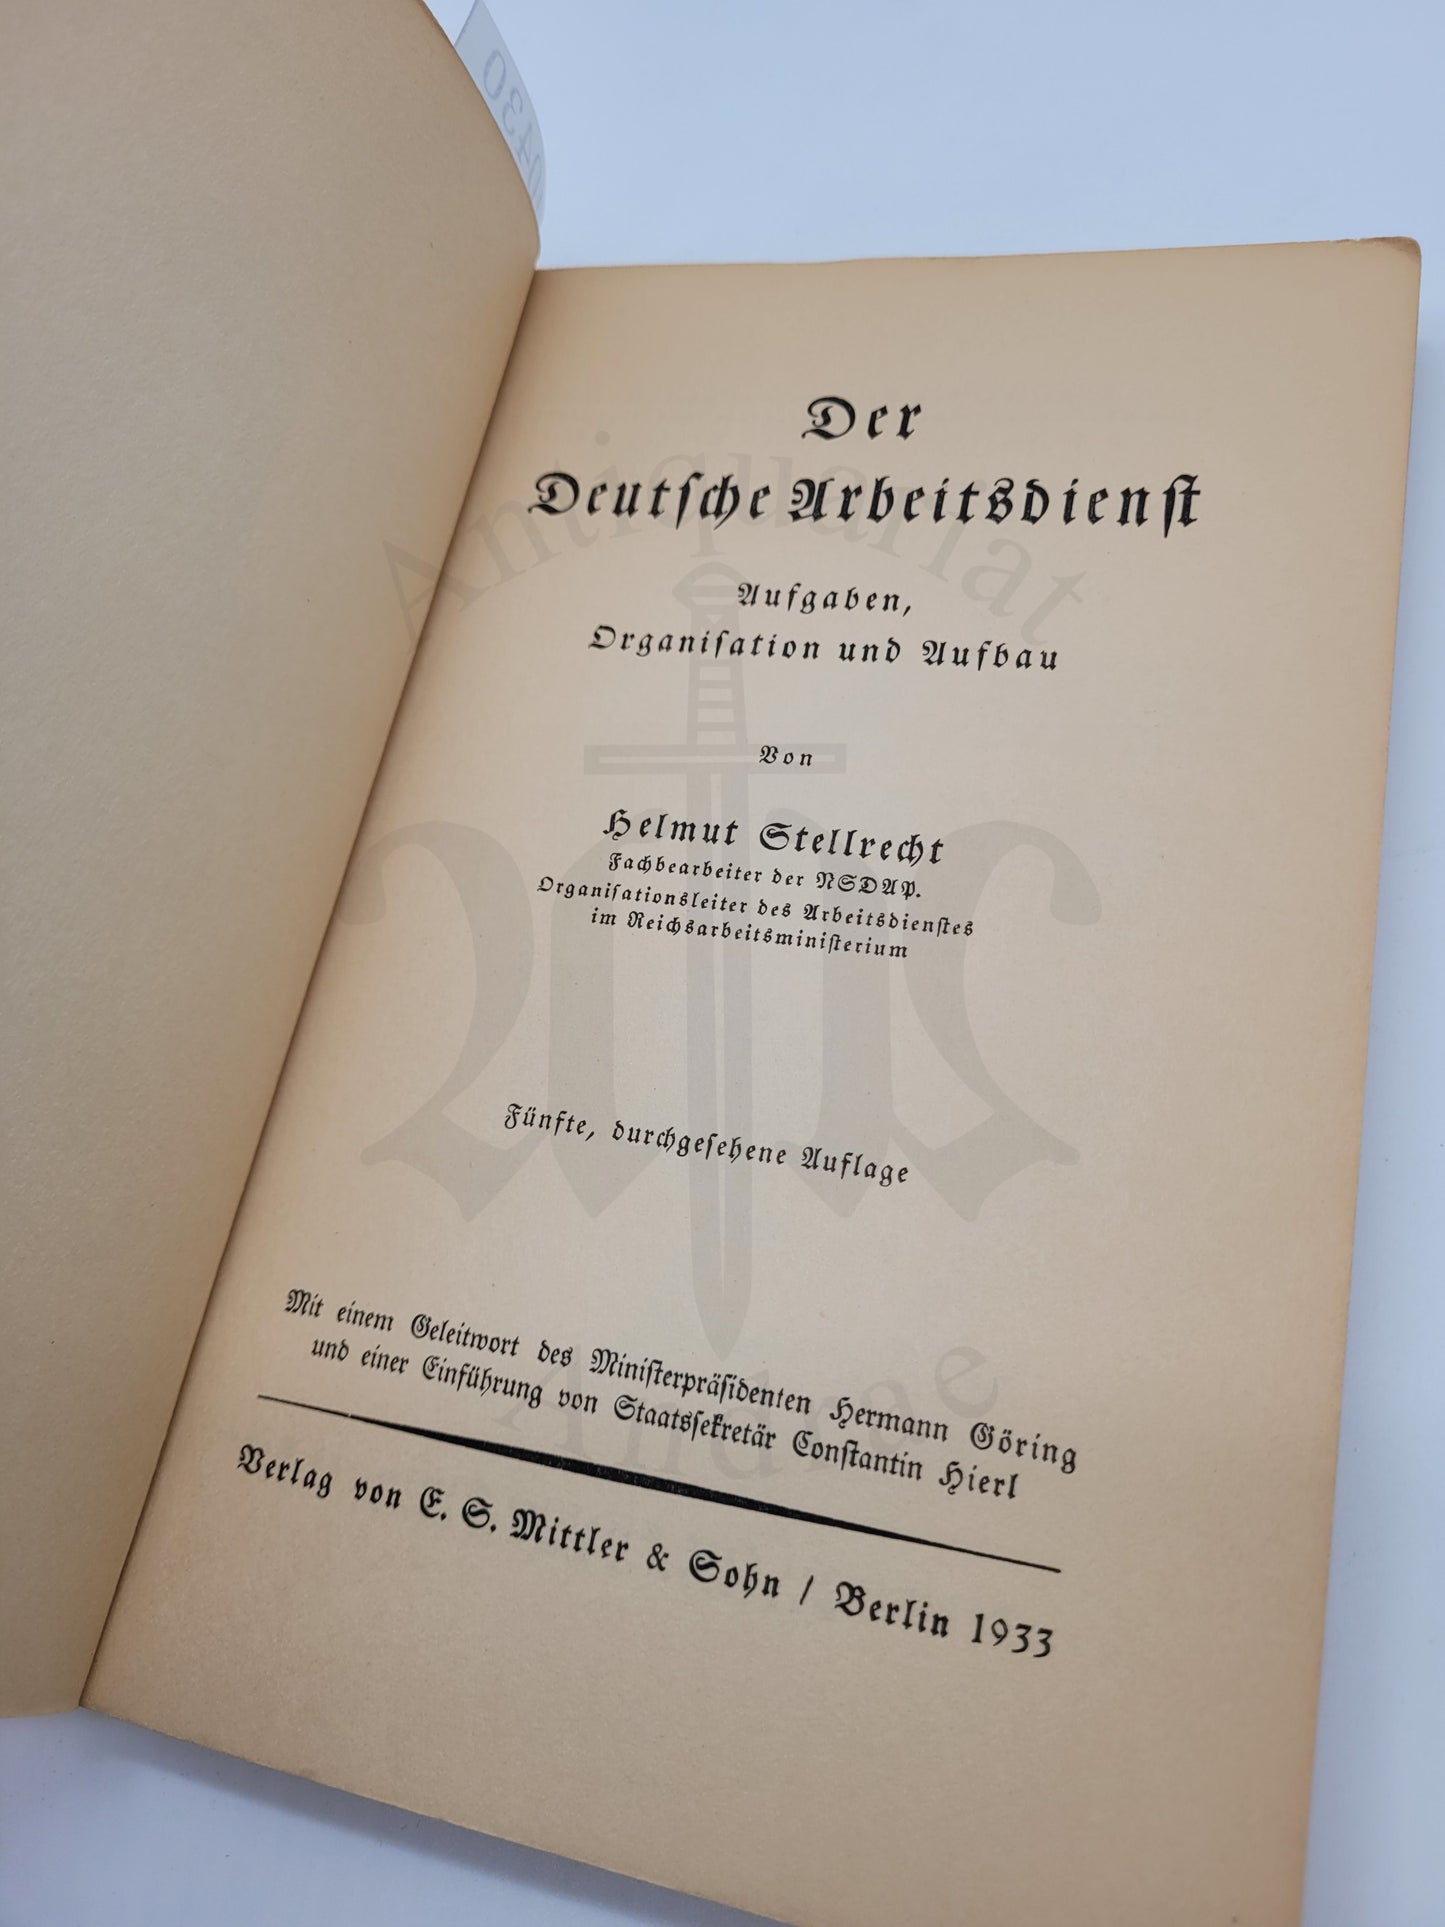 Der
Deutsche Arbeitsdienst
Aufgaben,
Organisation und Aufbau
Von
Helmut Stellrecht
Fachbearbeiter der NSDAP.
Organisationsleiter des Arbeitsdienstes
im Reichsarbeitsministerium
Fünfte, durchgesehene Auflage
Mit einem Geleitwort des Ministerpräsidenten Hermann Göring
und einer Einführung von Staatssekretär Constantin Hierl
Verlag von E. S. Mittler & Sohn / Berlin 1933
Antiquariat